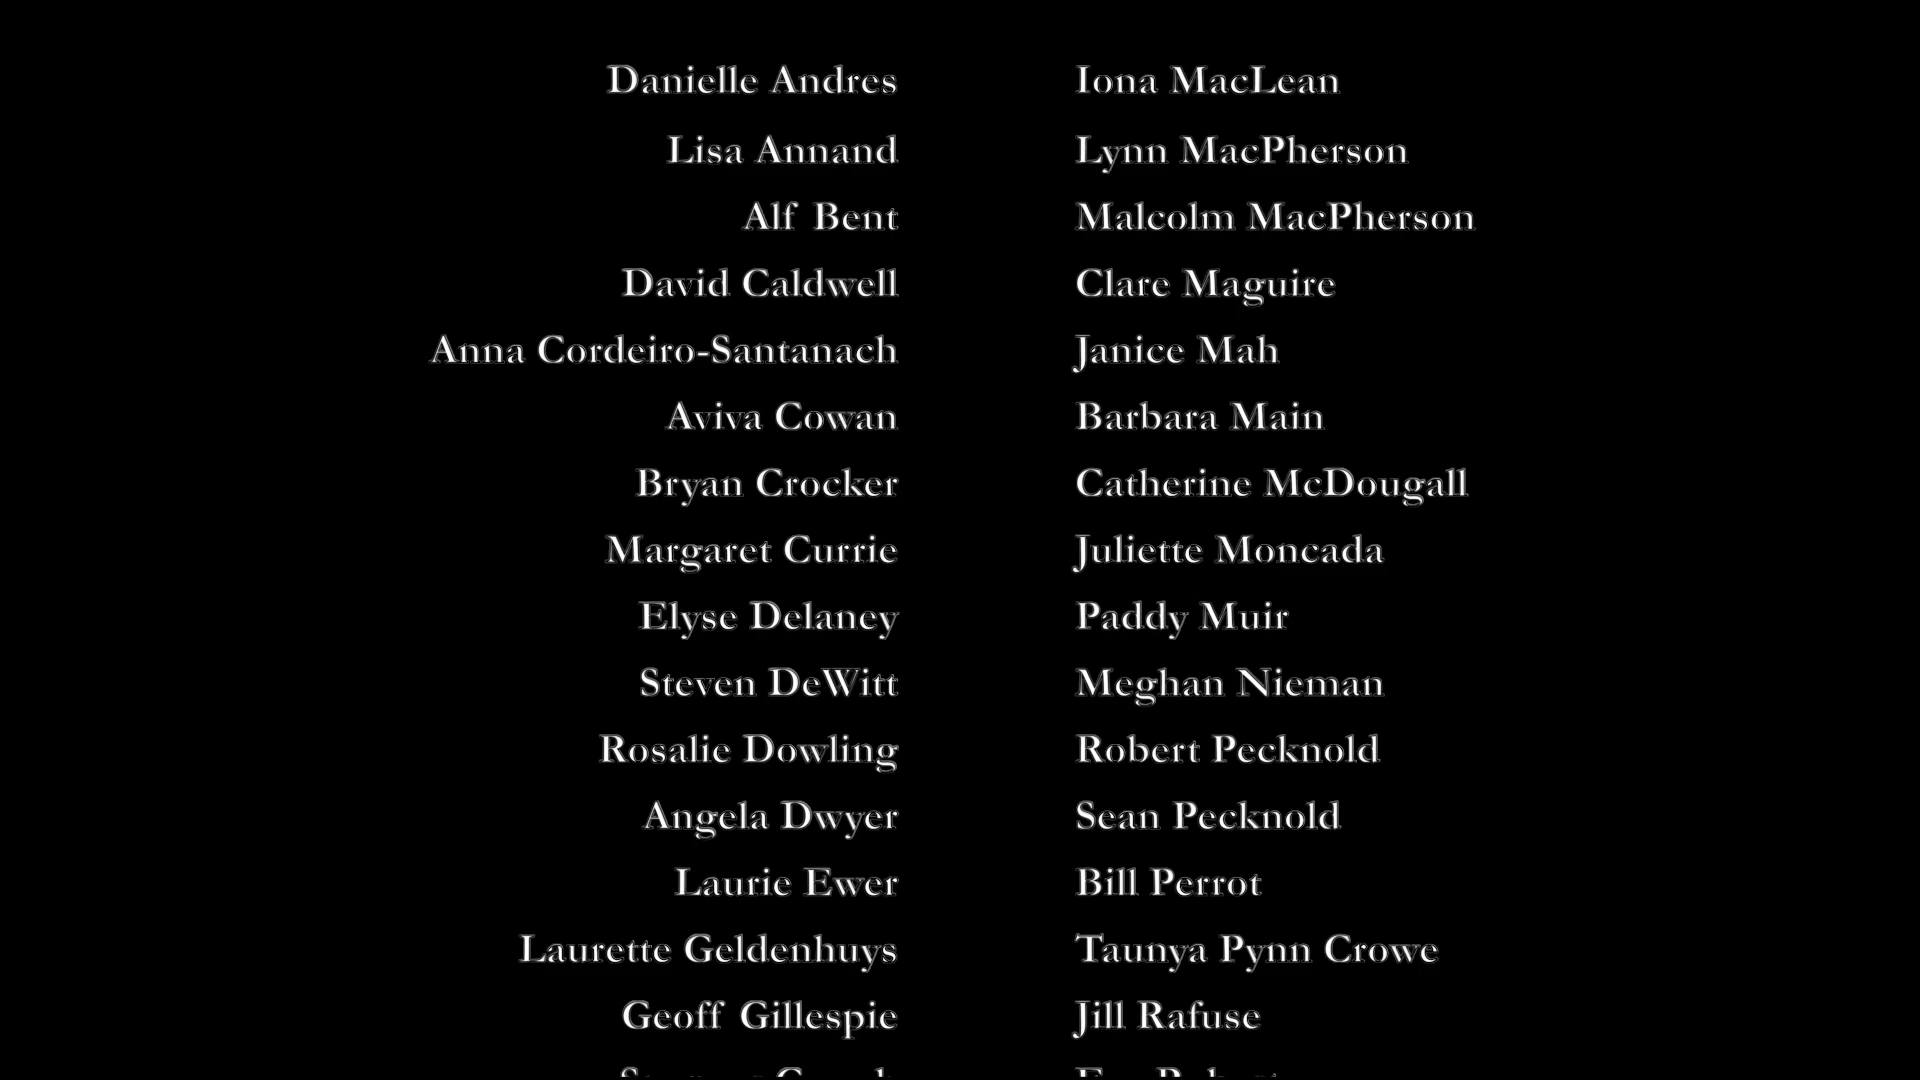 Danielle Andres
Lisa Annand
Alf Bent
David Caldwell
Anna Cordeiro-Santanach
Aviva Cowan
Bryan Crocker
Margaret Currie
Elyse Delaney
Steven DeWitt
Rosalie Dowling
Angela Dwyer
Laurie Ewer
Laurette Geldenhuys
Geoff Gillespie
Iona MacLean
Lynn MacPherson
Malcolm MacPherson
Clare Maguire
Janice Mah
Barbara Main
Catherine McDougall
Juliette Moncada
Paddy Muir
Meghan Nieman
Robert Pecknold
Sean Pecknold
Bill Perrot
Taunya Pynn Crowe
Jill Rafuse